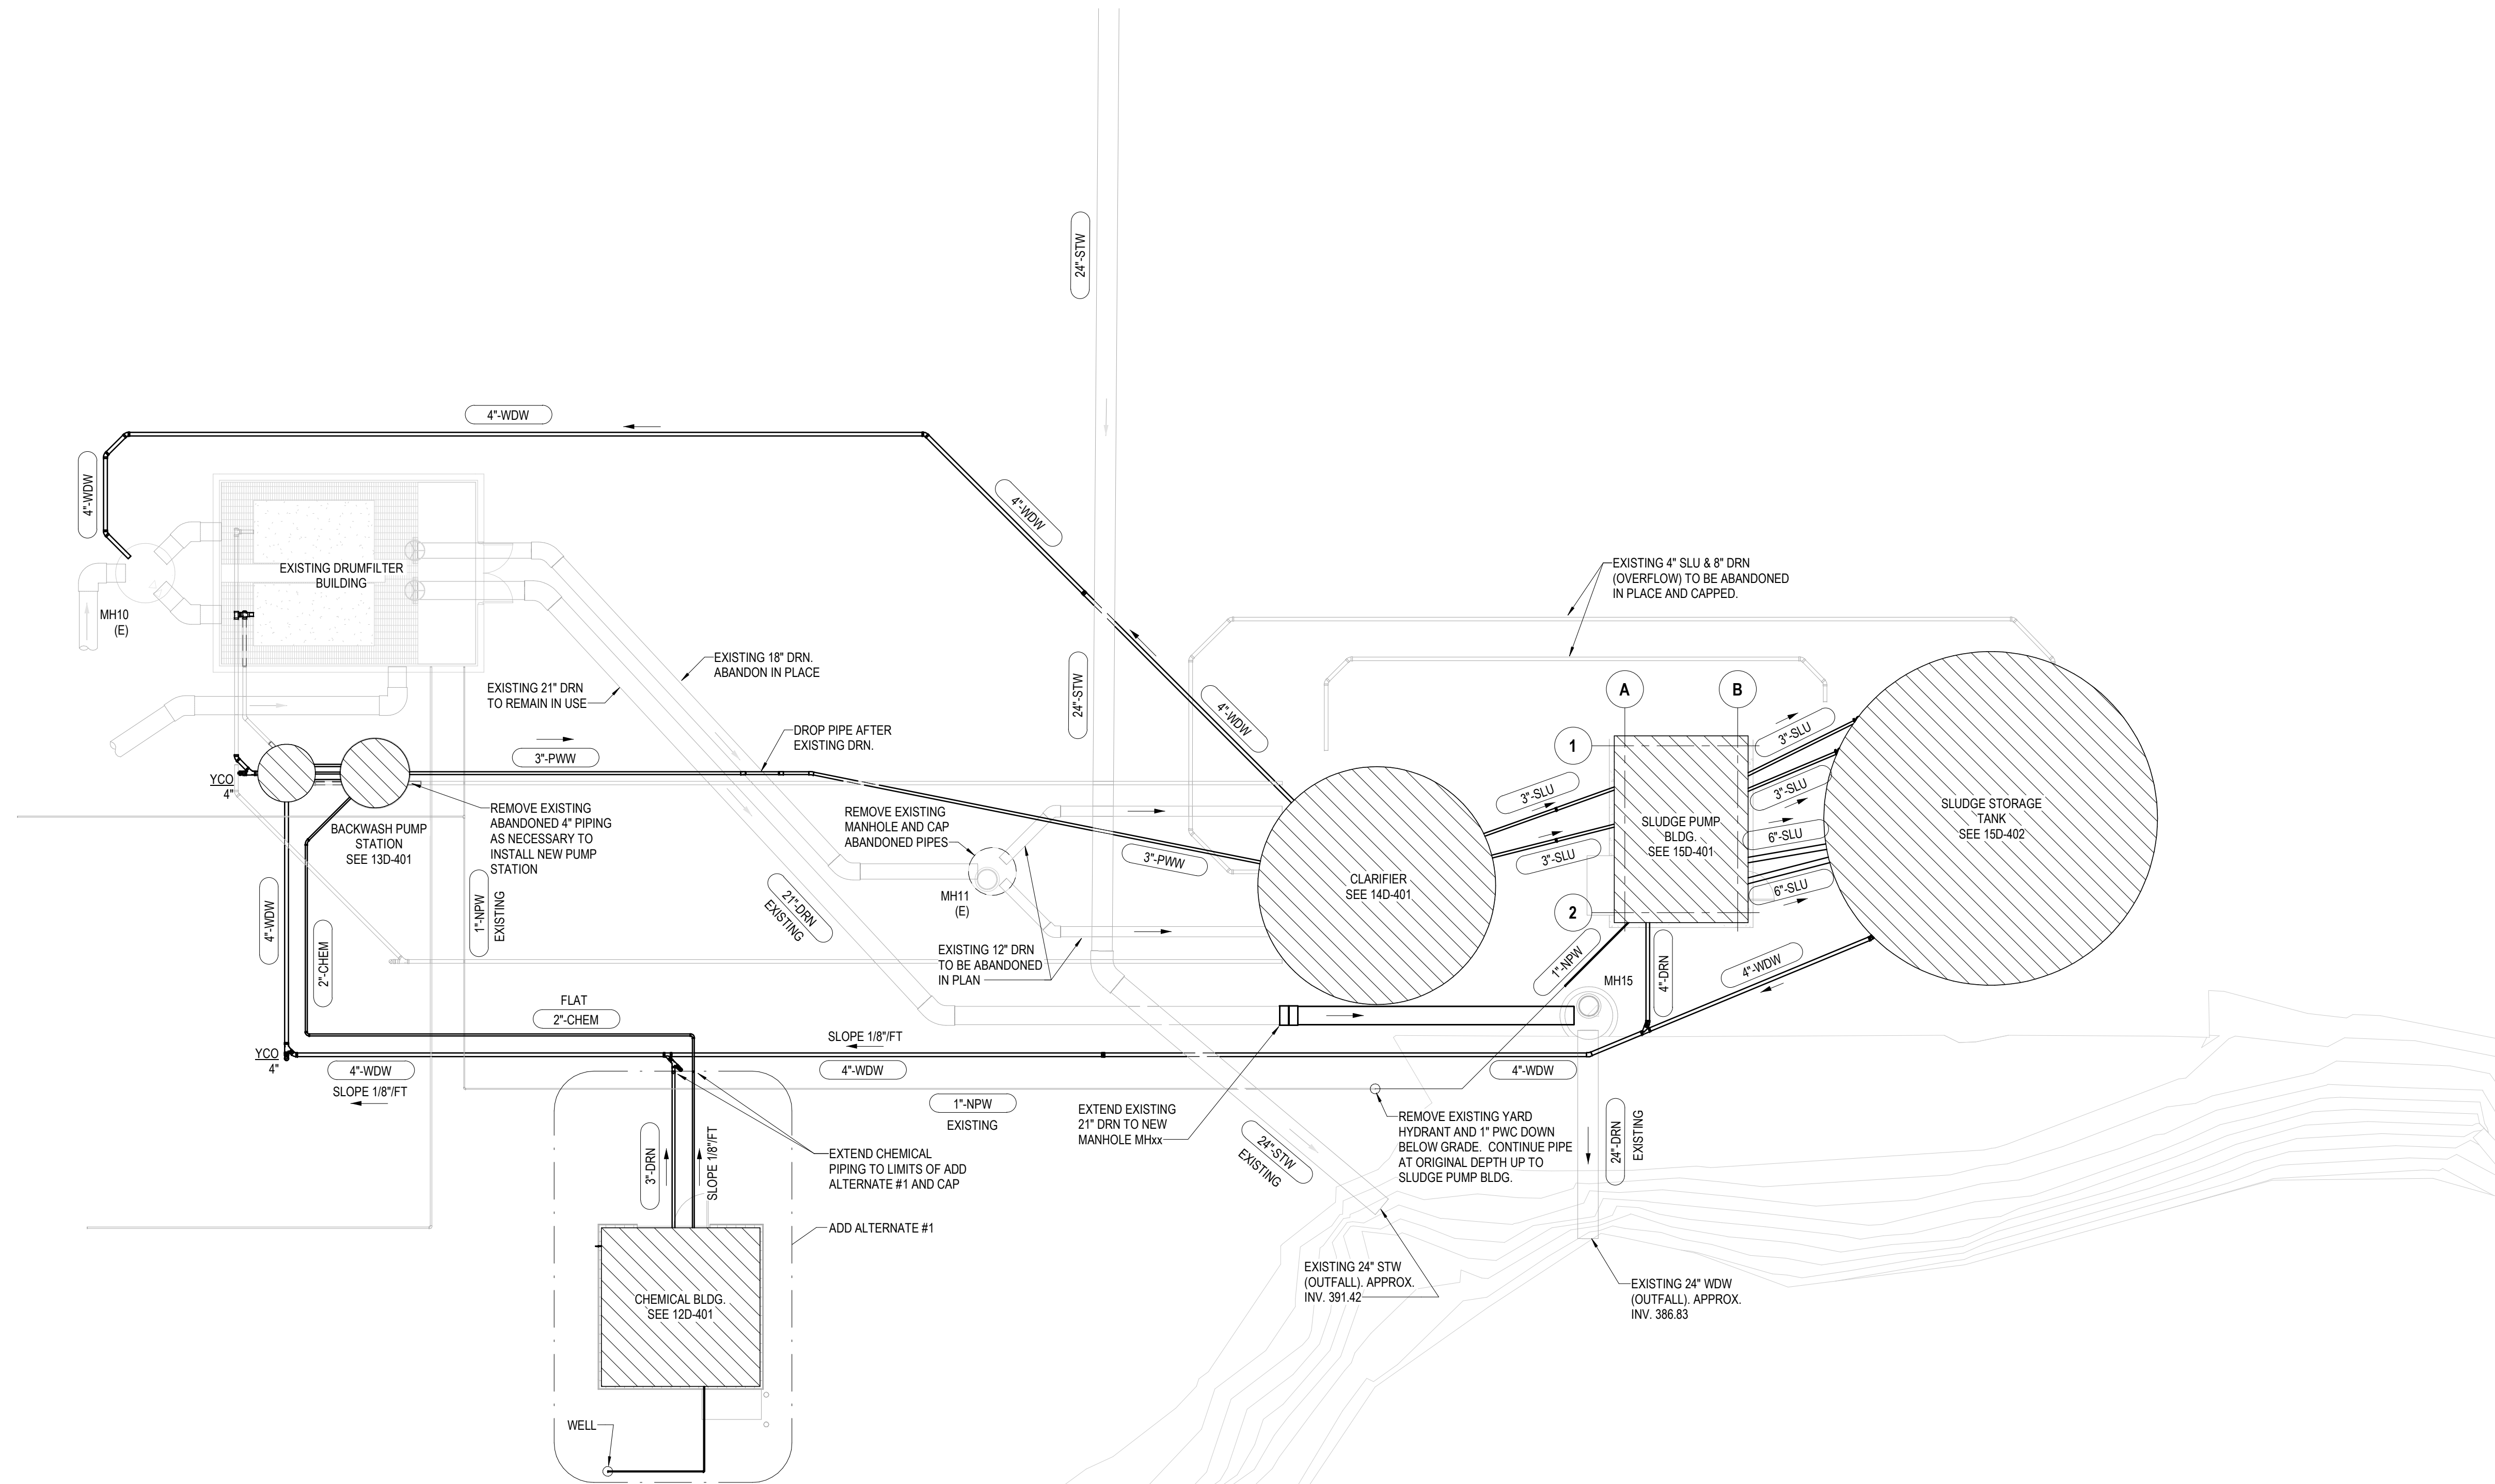 24"-STW
4"-WDW
4"-WDW
4"-WDW
EXISTING DRUMFILTER
BUILDING
MH10
(E)
EXISTING 4" SLU & 8" DRN
(OVERFLOW) TO BE ABANDONED
IN PLACE AND CAPPED.
EXISTING 18" DRN.
ABANDON IN PLACE
EXISTING 21" DRN
TO REMAIN IN USE
24"-STW
4"-WDW
A
B
1
2
DROP PIPE AFTER
EXISTING DRN.
3"-PWW
YCO
4"
REMOVE EXISTING
ABANDONED 4" PIPING
AS NECESSARY TO
INSTALL NEW PUMP
STATION
BACKWASH PUMP
STATION
SEE 13D-401
REMOVE EXISTING
MANHOLE AND CAP
ABANDONED PIPES
3"-PWW
MH11
(E)
CLARIFIER
SEE 14D-401
3"-SLU
3"-SLU
SLUDGE PUMP
BLDG.
SEE 15D-401
3"-SLU
3"-SLU
6"-SLU
6"-SLU
SLUDGE STORAGE
TANK
SEE 15D-402
4"-WDW
2"-CHEM
1"-NPW
EXISTING
21"-DRN
EXISTING
EXISTING 12" DRN
TO BE ABANDONED
IN PLAN
1"-NPW
MH15
4"-DRN
4"-WDW
FLAT
2"-CHEM
YCO
4"
4"-WDW
SLOPE 1/8"/FT
SLOPE 1/8"/FT
4"-WDW
4"-WDW
1"-NPW
EXISTING
EXTEND EXISTING
21" DRN TO NEW
MANHOLE MHxx
REMOVE EXISTING YARD
HYDRANT AND 1" PWC DOWN
BELOW GRADE. CONTINUE PIPE
AT ORIGINAL DEPTH UP TO
SLUDGE PUMP BLDG.
24"-DRN
EXISTING
24"-STW
EXISTING
3"-DRN
SLOPE 1/8"/FT
EXTEND CHEMICAL
PIPING TO LIMITS OF ADD
ALTERNATE #1 AND CAP
ADD ALTERNATE #1
CHEMICAL BLDG.
SEE 12D-401
EXISTING 24" STW
(OUTFALL). APPROX.
INV. 391.42
EXISTING 24" WDW
(OUTFALL). APPROX.
INV. 386.83
WELL